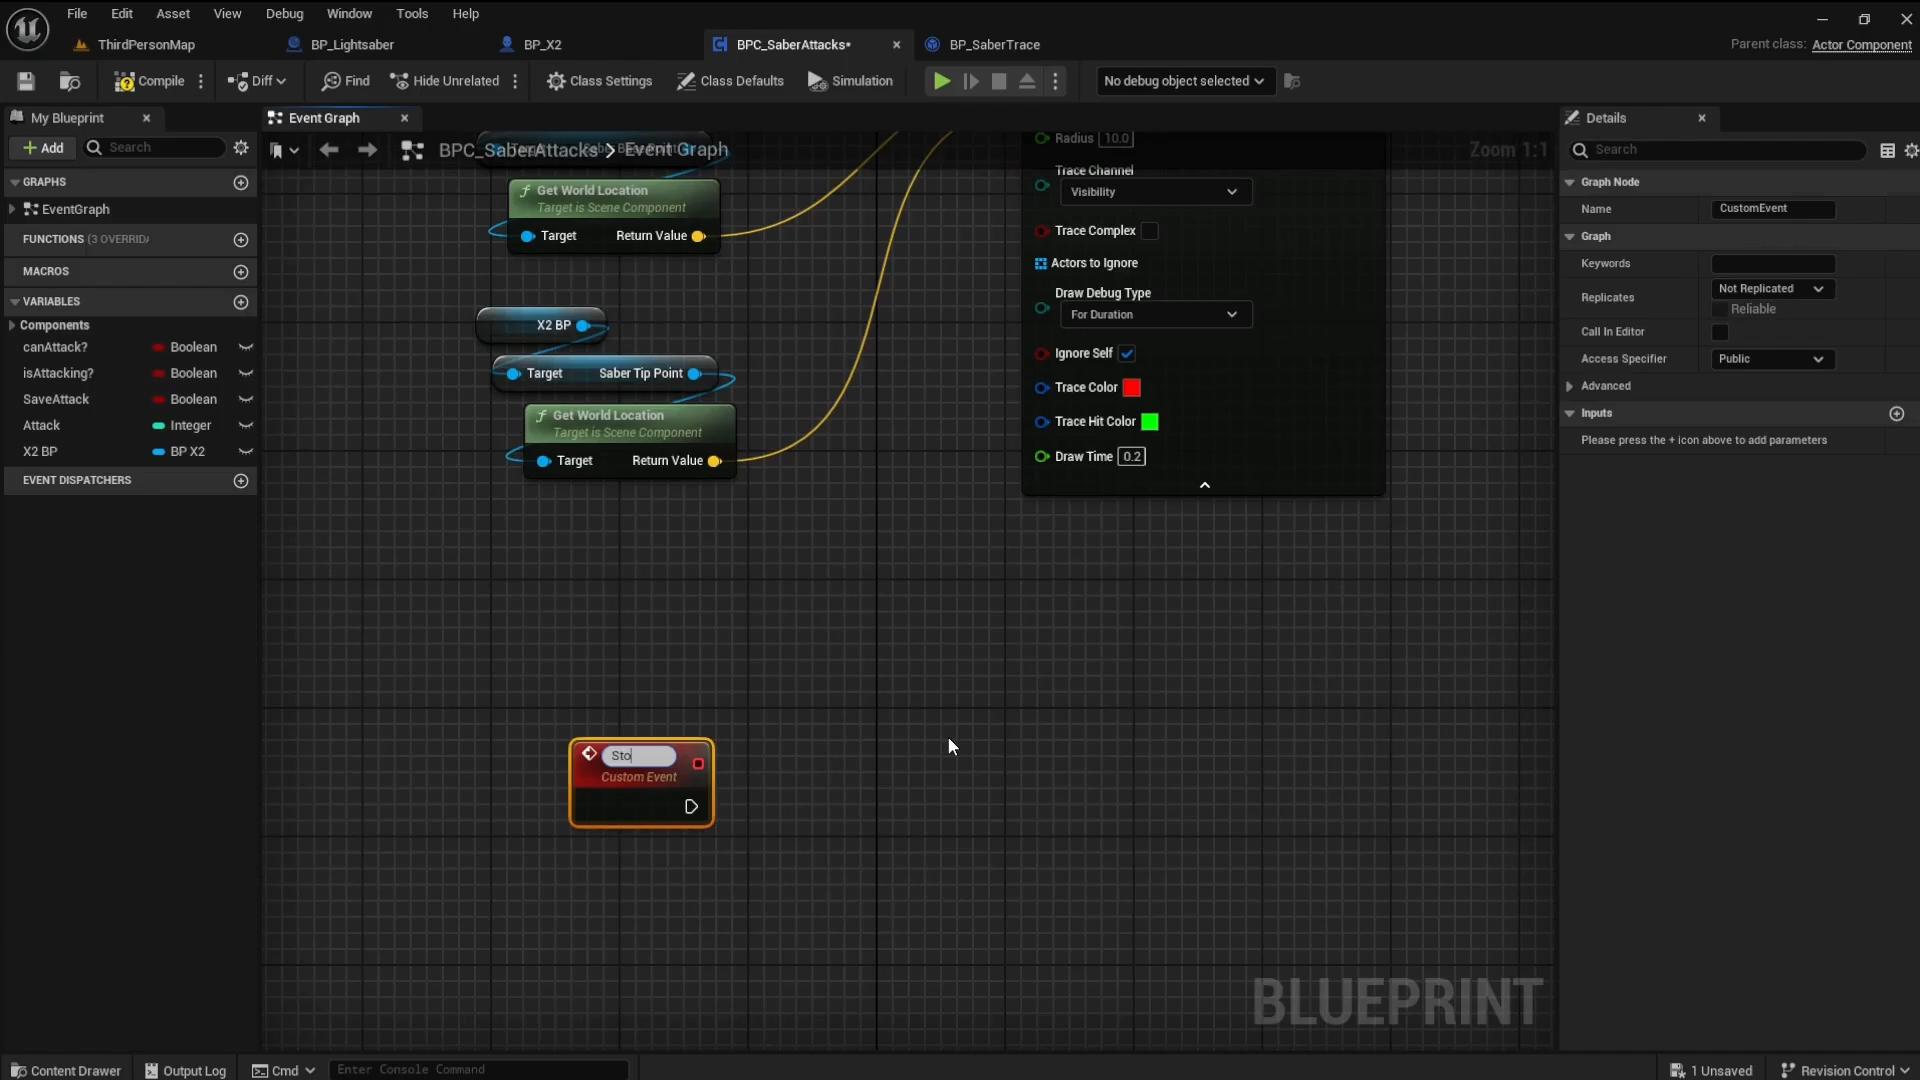 File Edit Asset View Debug Window Tools Help
ThirdPersonMap BP_Lightsaber BP_X2 BPC_SaberAttacks• BP_SaberTrace
Parent class: Actor Component
Compile Diff Find Hide Unrelated Class Settings Class Defaults Simulation No debug object selected
My Blueprint
Add Search
GRAPHS
EventGraph
FUNCTIONS (3 OVERRID
MACROS
VARIABLES
Components
canAttack? Boolean
isAttacking? Boolean
SaveAttack Boolean
Attack Integer
X2 BP BP X2
EVENT DISPATCHERS
Event Graph
BPC_SaberAttacks > Event Graph
Zoom 1:1
Get World Location
Target is Scene Component
Target Return Value
X2 BP
Target Saber Tip Point
Get World Location
Target is Scene Component
Target Return Value
Radius 10.0
Trace Channel
Visibility
Trace Complex
Actors to Ignore
Draw Debug Type
For Duration
Ignore Self
Trace Color
Trace Hit Color
Draw Time 0.2
Sto
Custom Event
BLUEPRINT
Details
Search
Graph Node
Name CustomEvent
Graph
Keywords
Replicates Not Replicated
Reliable
Call In Editor
Access Specifier Public
Advanced
Inputs
Please press the + icon above to add parameters
Content Drawer Output Log Cmd Enter Console Command 1 Unsaved Revision Control